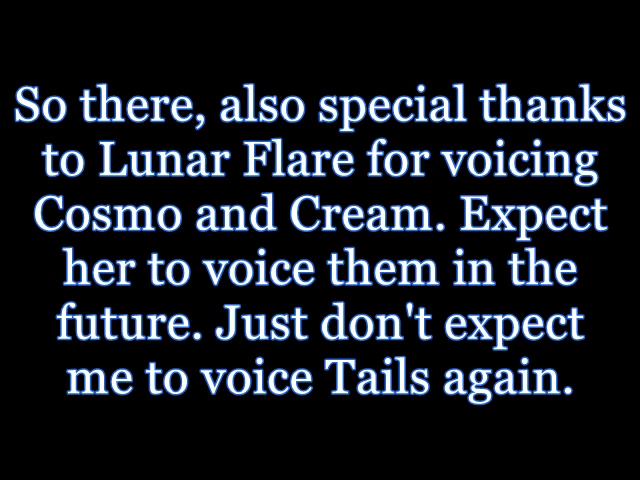 So there, also special thanks
to Lunar Flare for voicing
Cosmo and Cream. Expect
her to voice them in the
future. Just don't expect
me to voice Tails again.